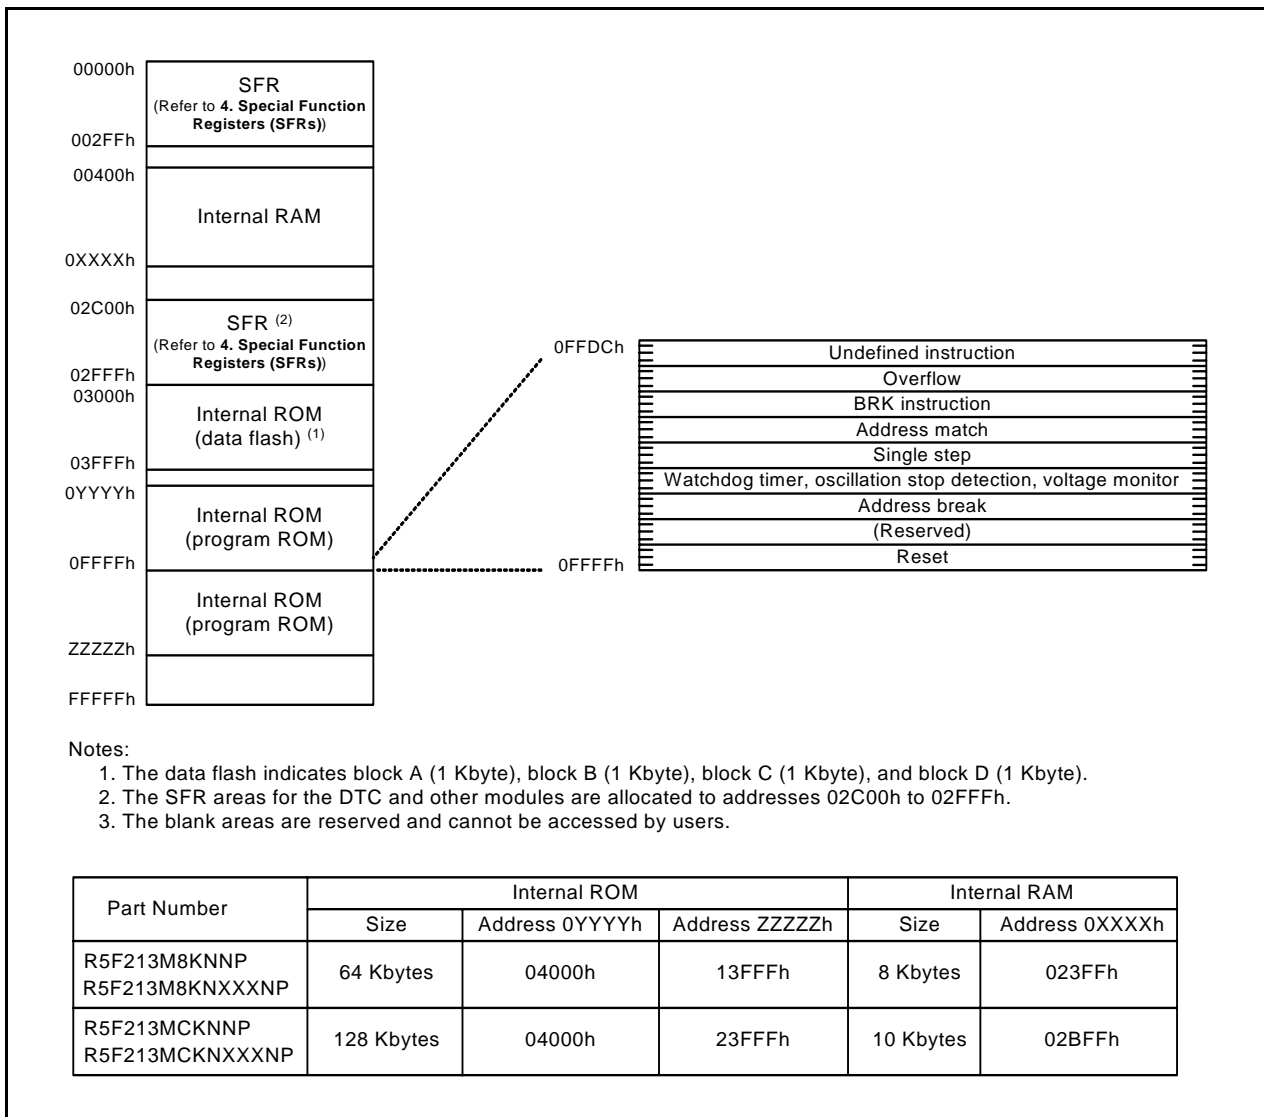 00000h
SFR
(Refer to 4. Special Function
Registers (SFRs))
002FFh
00400h
Internal RAM
0XXXXh
02C00h
SFR (2)
(Refer to 4. Special Function
Registers (SFRs))
02FFFh
03000h
Internal ROM
(data flash) (1)
03FFFh
0YYYYh
Internal ROM
(program ROM)
0FFFFh
Internal ROM
(program ROM)
ZZZZZh
FFFFFh
0FFDCh
Undefined instruction
Overflow
BRK instruction
Address match
Single step
Watchdog timer, oscillation stop detection, voltage monitor
Address break
(Reserved)
0FFFFh
Reset
Notes:
1. The data flash indicates block A (1 Kbyte), block B (1 Kbyte), block C (1 Kbyte), and block D (1 Kbyte).
2. The SFR areas for the DTC and other modules are allocated to addresses 02C00h to 02FFFh.
3. The blank areas are reserved and cannot be accessed by users.
Part Number Internal ROM Internal RAM
Size Address 0YYYYh Address ZZZZZh Size Address 0XXXXh
R5F213M8KNNP
R5F213M8KNXXXNP
64 Kbytes 04000h 13FFFh 8 Kbytes 023FFh
R5F213MCKNNP
R5F213MCKNXXXNP
128 Kbytes 04000h 23FFFh 10 Kbytes 02BFFh